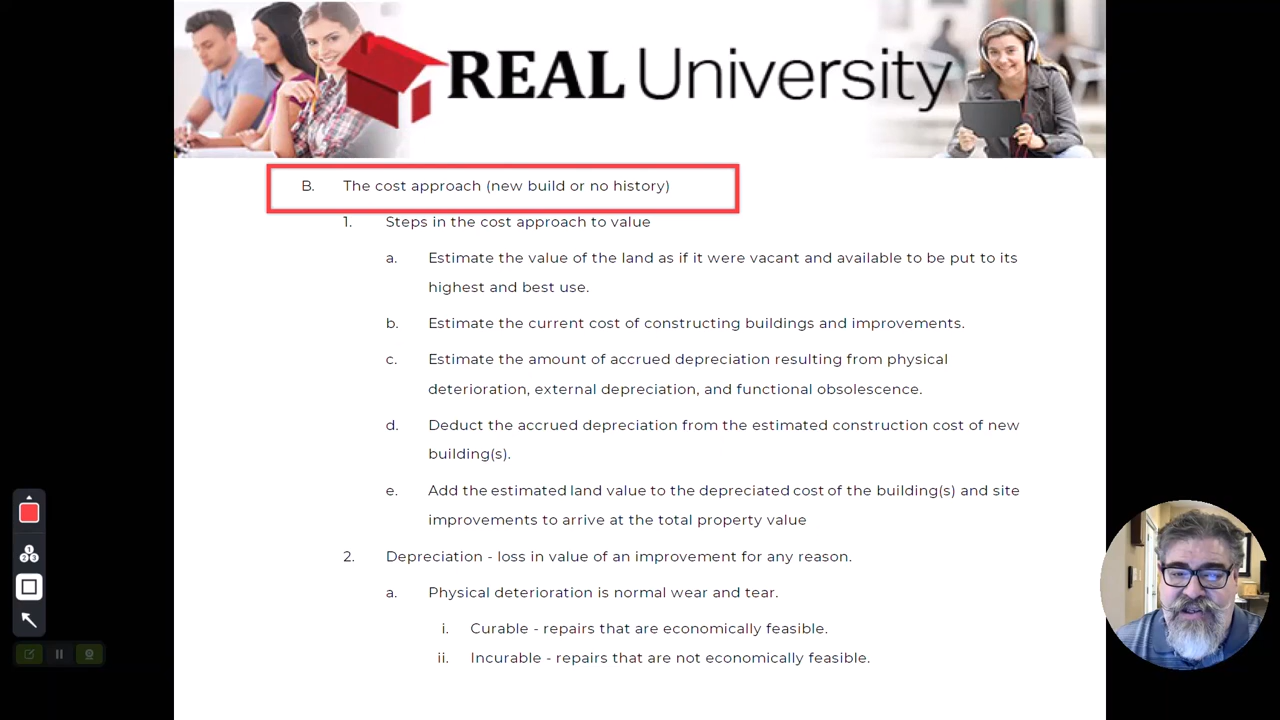 REAL University
B. The cost approach (new build or no history)
1. Steps in the cost approach to value
a. Estimate the value of the land as if it were vacant and available to be put to its
highest and best use.
b. Estimate the current cost of constructing buildings and improvements.
c. Estimate the amount of accrued depreciation resulting from physical
deterioration, external depreciation, and functional obsolescence.
d. Deduct the accrued depreciation from the estimated construction cost of new
building(s).
e. Add the estimated land value to the depreciated cost of the building(s) and site
improvements to arrive at the total property value
2. Depreciation - loss in value of an improvement for any reason.
a. Physical deterioration is normal wear and tear.
i. Curable - repairs that are economically feasible.
ii. Incurable - repairs that are not economically feasible.